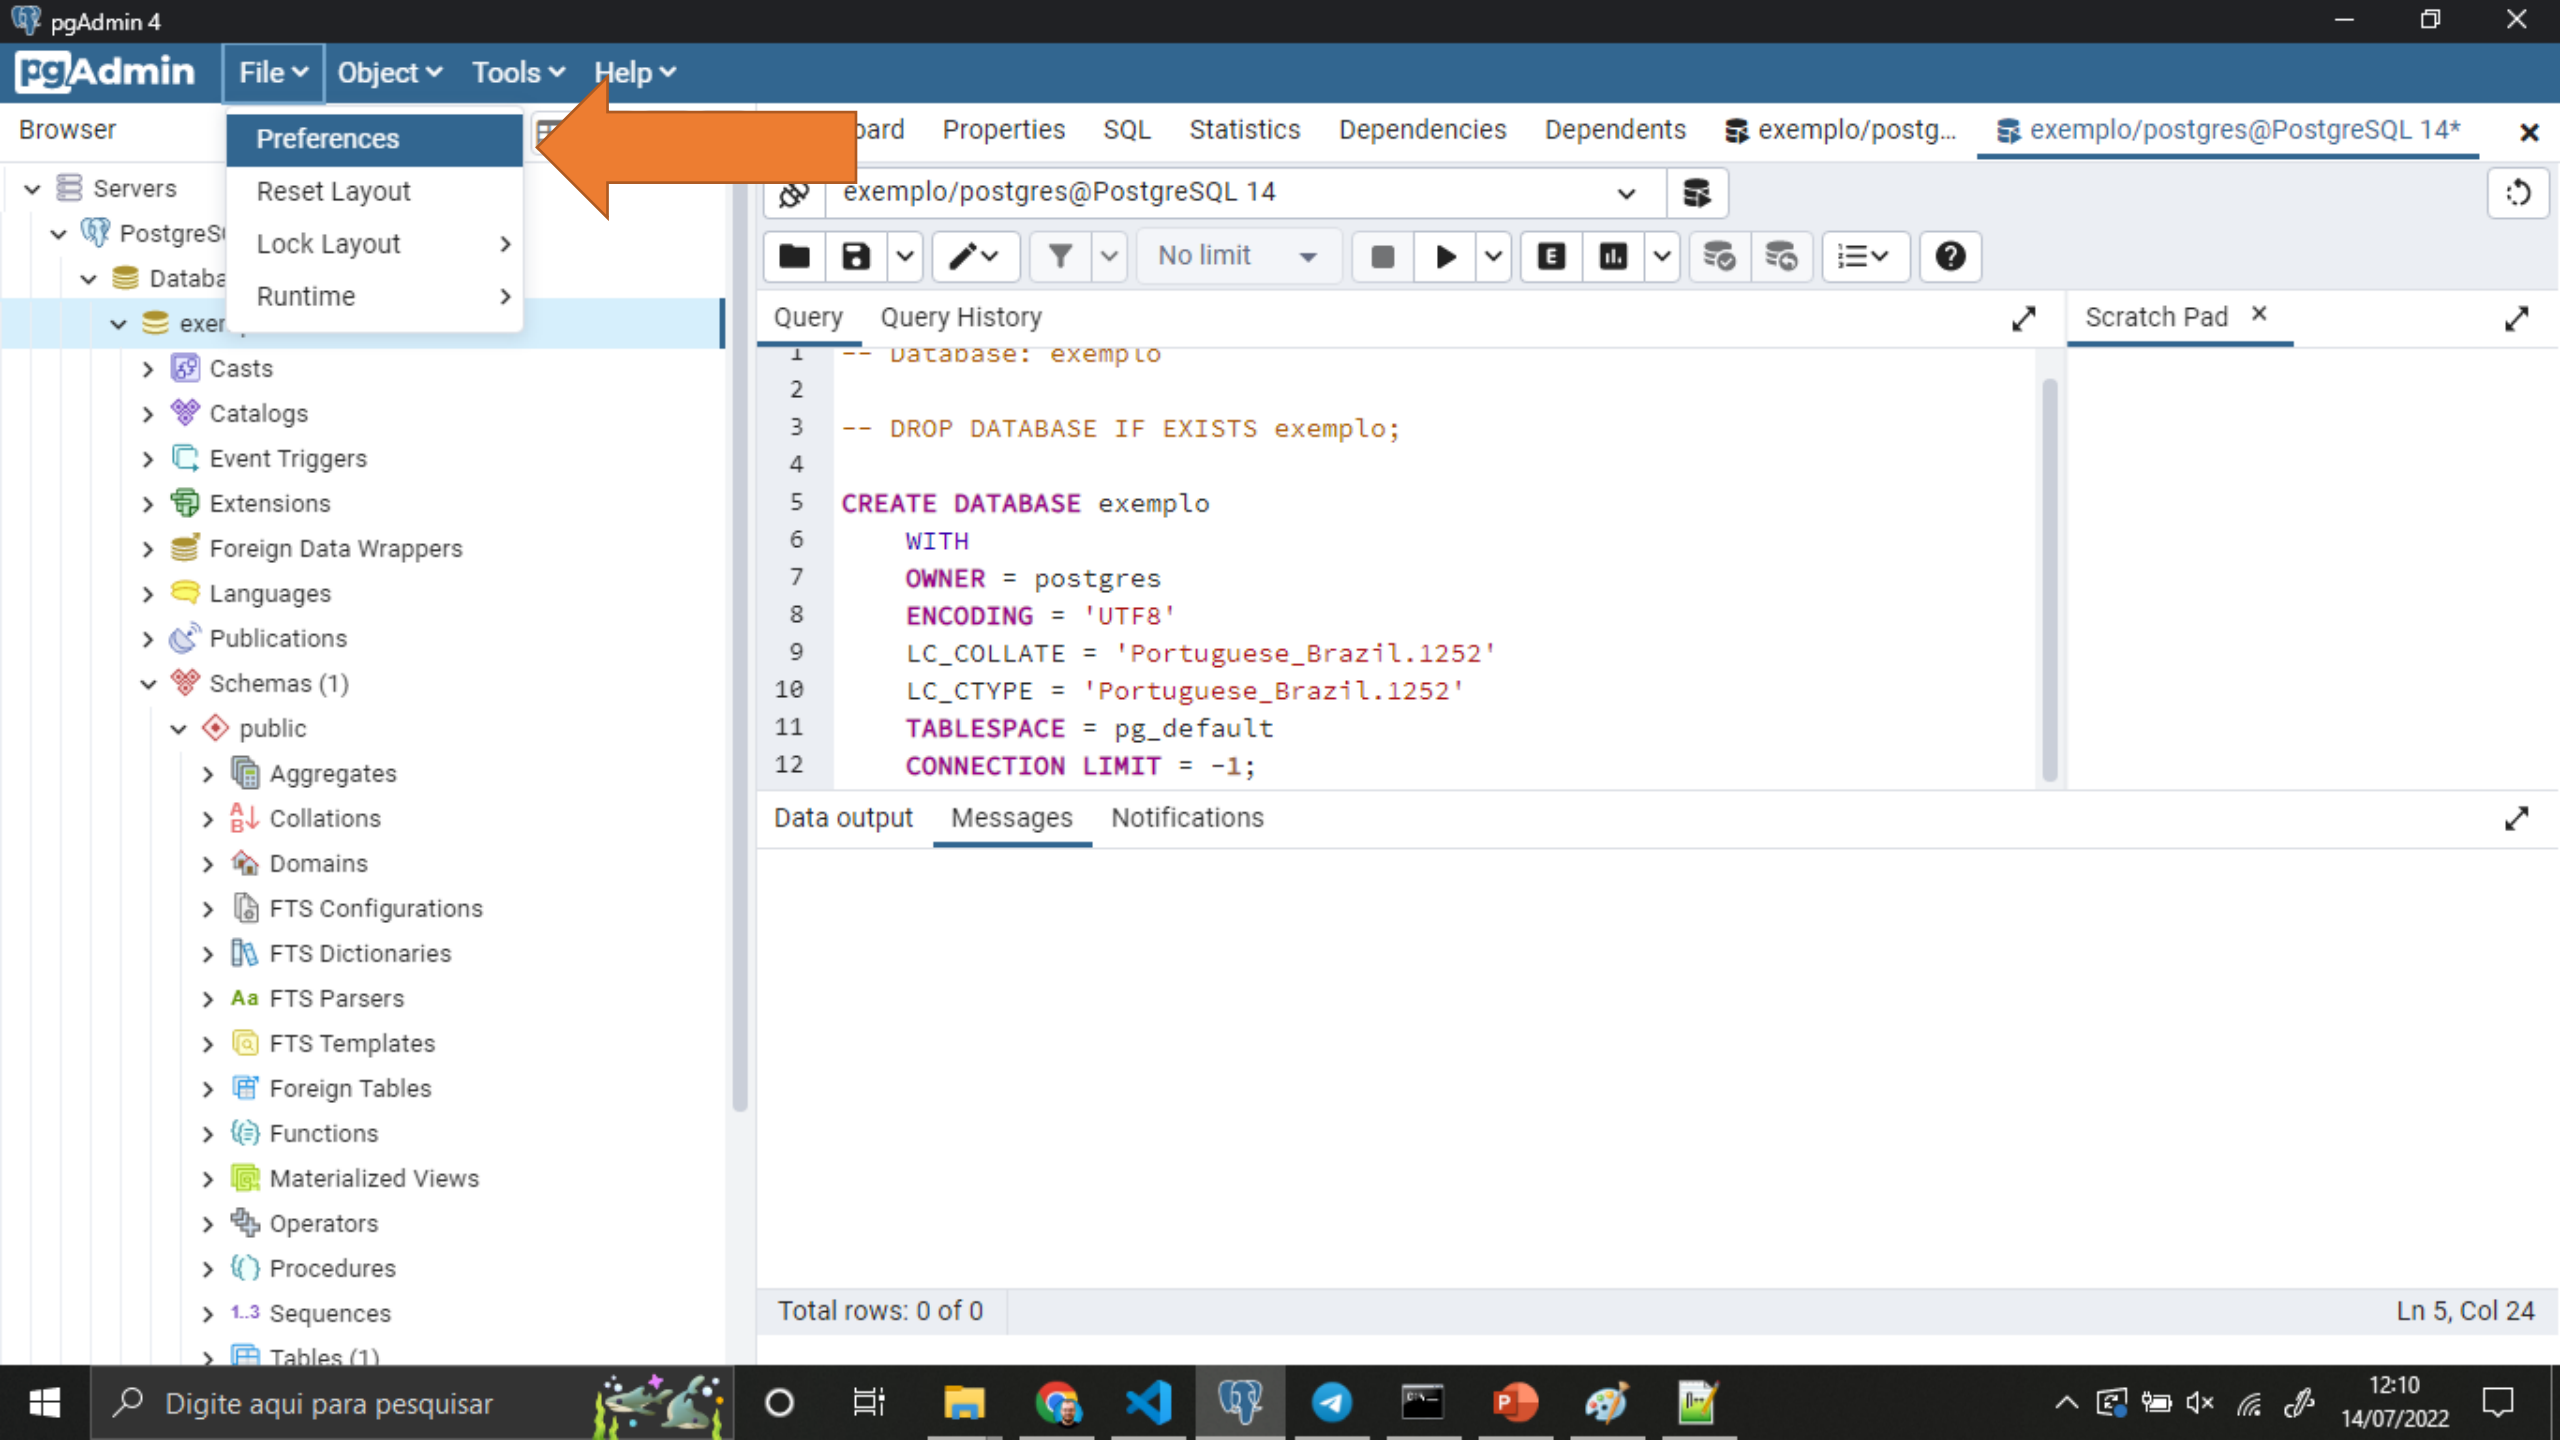 pgAdmin 4
pgAdmin File Object Tools Help
Browser
Preferences
Reset Layout
Lock Layout
Runtime
Properties SQL Statistics Dependencies Dependents exemplo/postg... exemplo/postgres@PostgreSQL 14*
Servers
Casts
Catalogs
Event Triggers
Extensions
Foreign Data Wrappers
Languages
Publications
Schemas (1)
public
Aggregates
Collations
Domains
FTS Configurations
FTS Dictionaries
Aa FTS Parsers
FTS Templates
Foreign Tables
Functions
Materialized Views
Operators
Procedures
1..3 Sequences
Tables (1)
exemplo/postgres@PostgreSQL 14
No limit E
Query Query History
Scratch Pad
1 -- Database: exemplo
2
3 -- DROP DATABASE IF EXISTS exemplo;
4
5 CREATE DATABASE exemplo
6 WITH
7 OWNER = postgres
8 ENCODING = 'UTF8'
9 LC_COLLATE = 'Portuguese_Brazil.1252'
10 LC_CTYPE = 'Portuguese_Brazil.1252'
11 TABLESPACE = pg_default
12 CONNECTION LIMIT = -1;
Data output Messages Notifications
Total rows: 0 of 0
Ln 5, Col 24
Digite aqui para pesquisar
12:10
14/07/2022